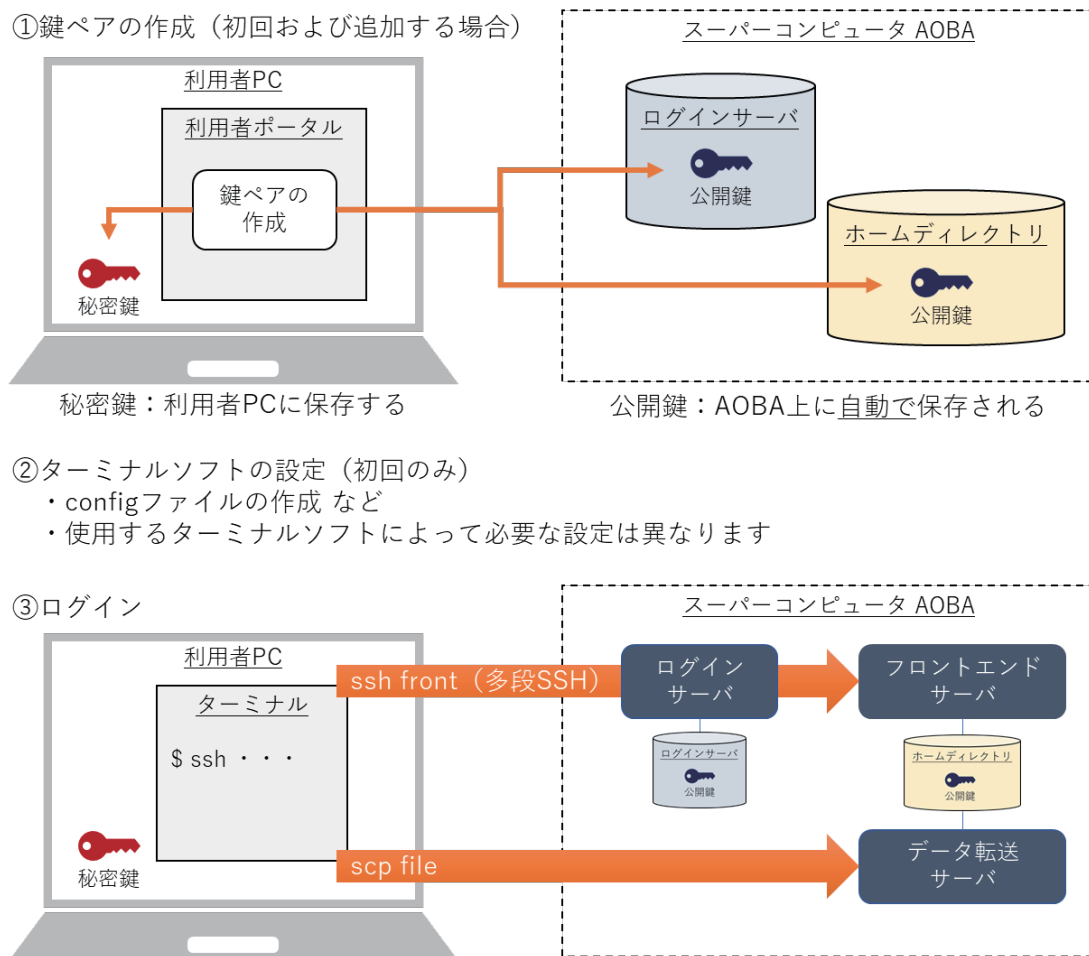 ①鍵ペアの作成（初回および追加する場合）
スーパーコンピュータ AOBA
利用者PC
利用者ポータル
鍵ペアの
作成
秘密鍵
ログインサーバ
公開鍵
ホームディレクトリ
公開鍵
秘密鍵：利用者PCに保存する
公開鍵：AOBA上に自動で保存される
②ターミナルソフトの設定（初回のみ）
・configファイルの作成 など
・使用するターミナルソフトによって必要な設定は異なります
③ログイン
スーパーコンピュータ AOBA
利用者PC
ターミナル
$ ssh ・・・
秘密鍵
ssh front（多段SSH）
ログイン
サーバ
フロントエンド
サーバ
ログインサーバ
公開鍵
ホームディレクトリ
公開鍵
scp file
データ転送
サーバ